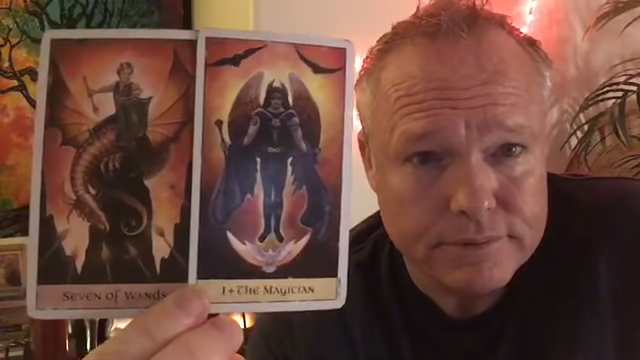 Seven of Wands
I + The Magician